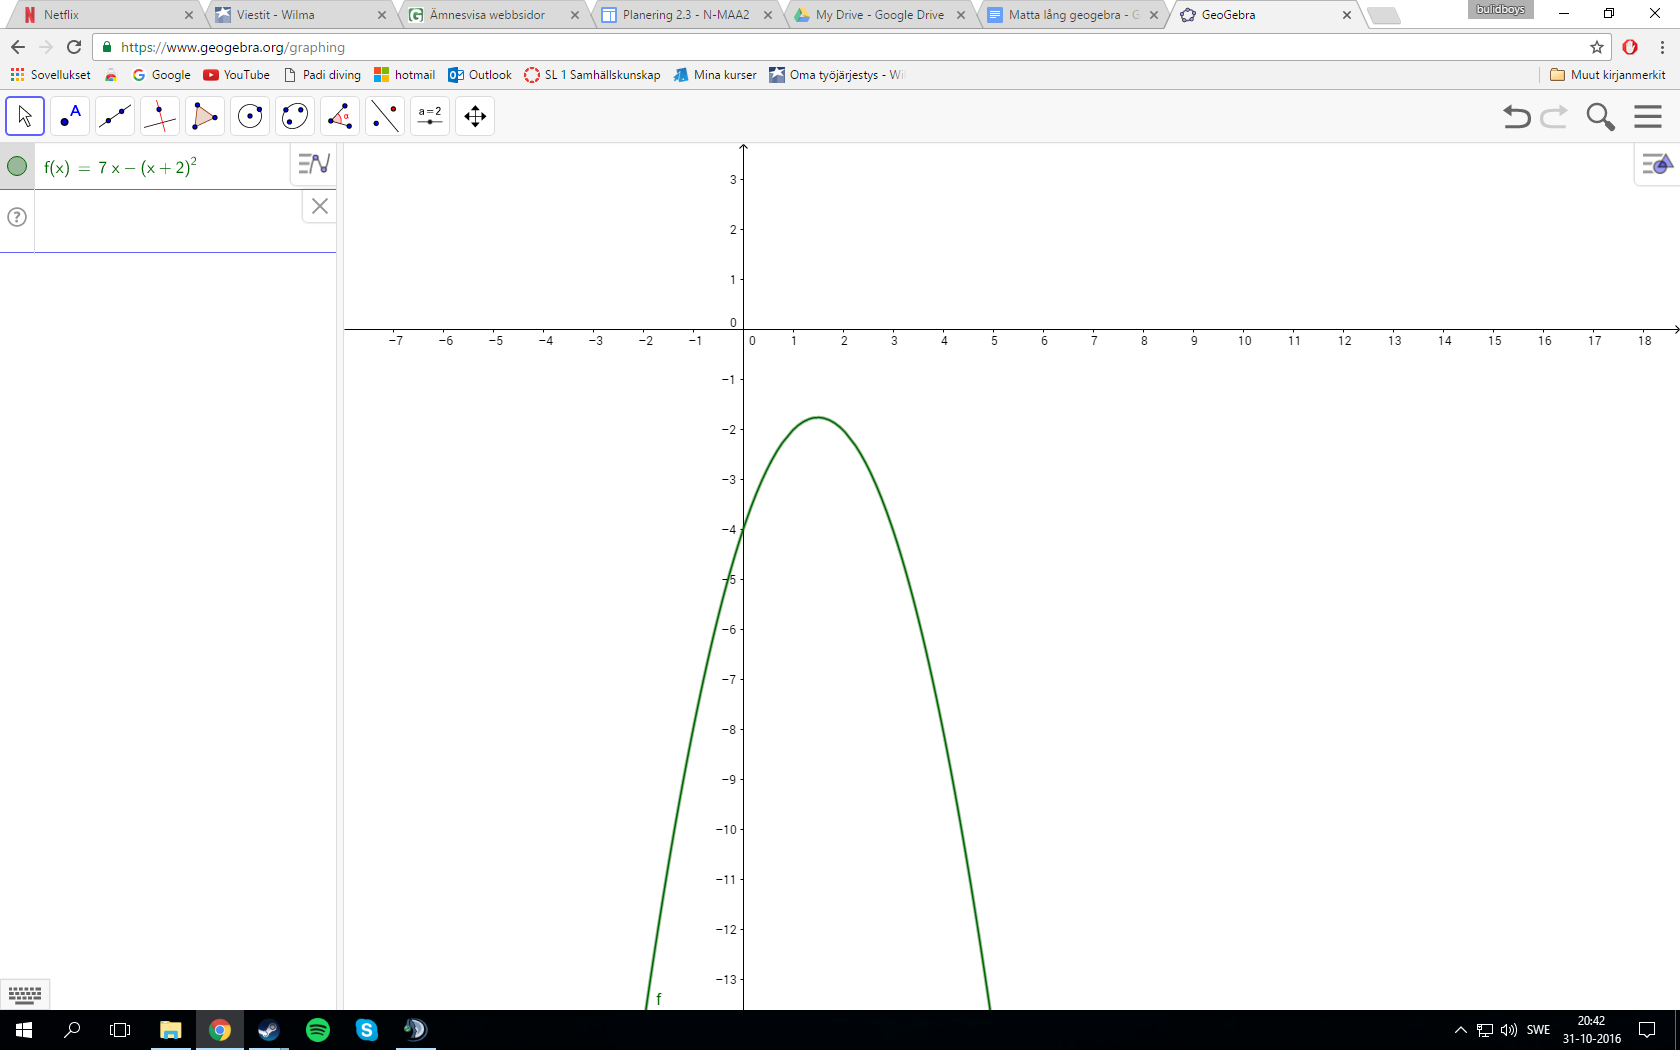 Netflix
Viestit - Wilma
Ämnesvisa webbsidor
Planering 2.3 - N-MAA2
My Drive - Google Drive
Matta lång geogebra - G
GeoGebra
bulidboys
https://www.geogebra.org/graphing
Sovellukset
Google
YouTube
Padi diving
hotmail
Outlook
SL 1 Samhällskunskap
Mina kurser
Oma työjärjestys - Wil
Muut kirjanmerkit
A
α
a=2
f(x) = 7 x − (x + 2)²
?
3
2
1
0
−7 −6 −5 −4 −3 −2 −1 0 1 2 3 4 5 6 7 8 9 10 11 12 13 14 15 16 17 18
−1
−2
−3
−4
−5
−6
−7
−8
−9
−10
−11
−12
−13
f
SWE
20:42
31-10-2016